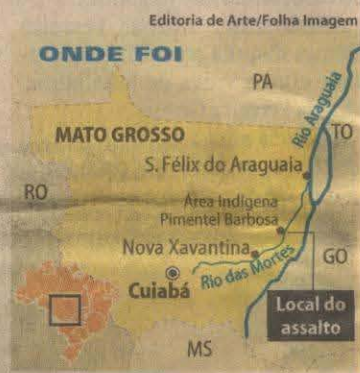 Editoria de Arte/Folha Imagem
ONDE FOI
PA
Rio Araguaia
MATO GROSSO
TO
S. Félix do Araguaia
RO
Área Indígena
Pimentel Barbosa
Nova Xavantina
Rio das Mortes
GO
Cuiabá
Local do
assalto
MS